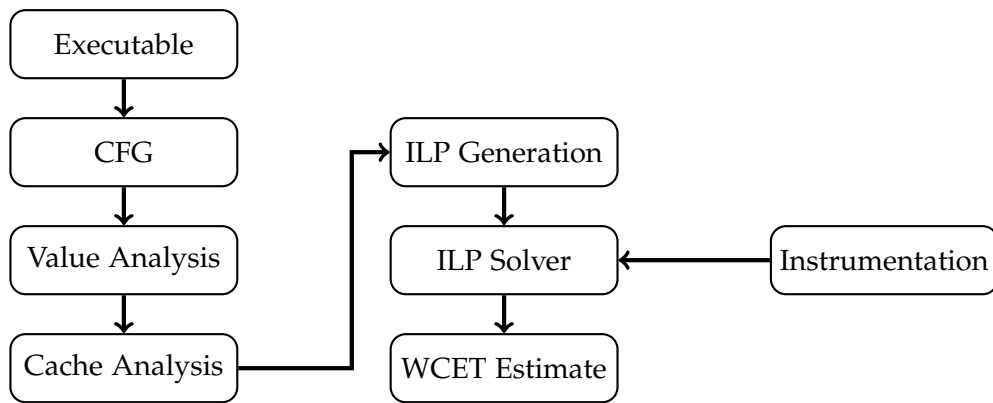 Executable
CFG
Value Analysis
Cache Analysis
ILP Generation
ILP Solver
WCET Estimate
Instrumentation